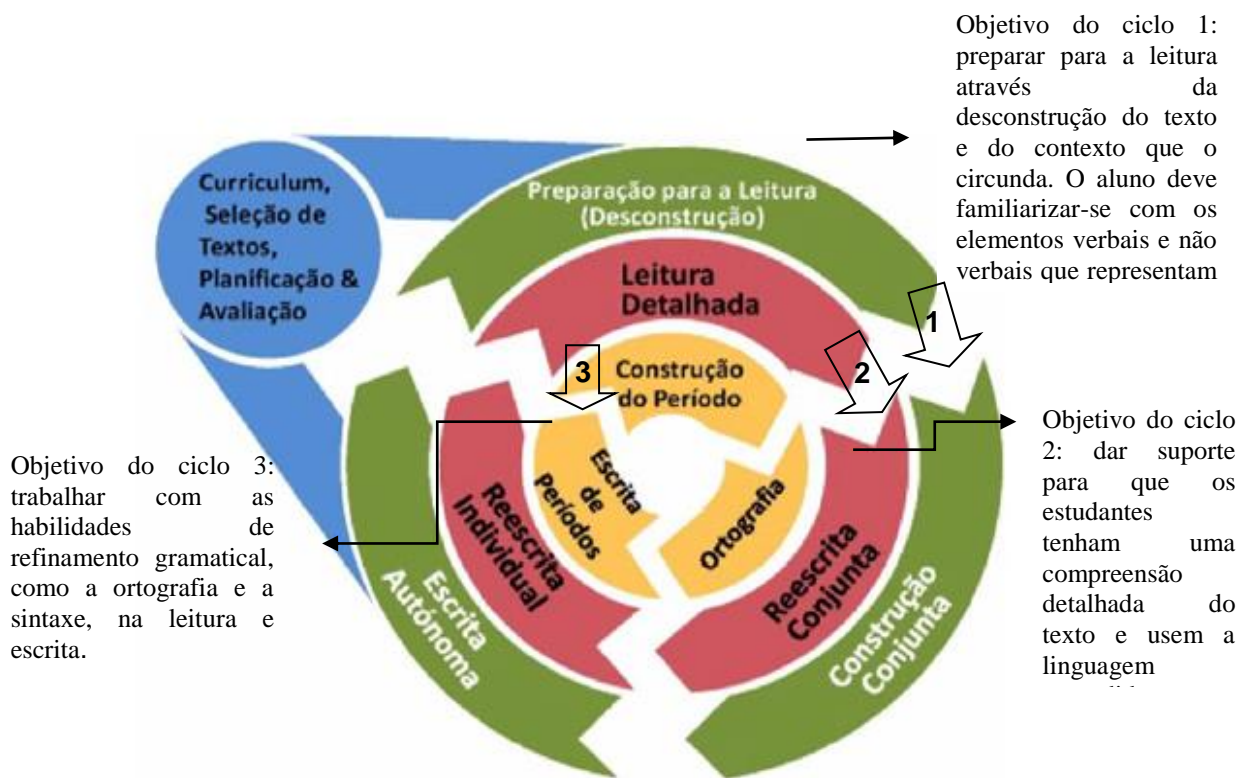 Objetivo do ciclo 1:
preparar para a leitura
através da
desconstrução do texto
e do contexto que o
circunda. O aluno deve
familiarizar-se com os
elementos verbais e não
verbais que representam
Curriculum,
Seleção de
Textos,
Planificação &
Avaliação
Preparação para a Leitura
(Desconstrução)
Leitura
Detalhada
1
2
3
Construção
do Período
Escrita
de
Períodos
Ortografia
Reescrita
Individual
Reescrita
Conjunta
Escrita
Autónoma
Construção
Conjunta
Objetivo do ciclo 3:
trabalhar com as
habilidades de
refinamento gramatical,
como a ortografia e a
sintaxe, na leitura e
escrita.
Objetivo do ciclo
2: dar suporte
para que os
estudantes
tenham uma
compreensão
detalhada do
texto e usem a
linguagem